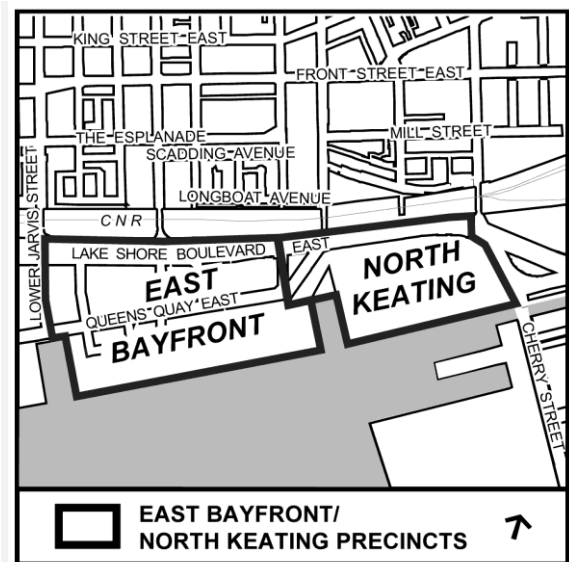 KING STREET EAST
FRONT STREET EAST
THE ESPLANADE
MILL STREET
SCADDING AVENUE
LONGBOAT AVENUE
LOWER JARVIS STREET
CNR
LAKE SHORE BOULEVARD EAST
EAST
BAYFRONT
NORTH
KEATING
QUEENS QUAY EAST
CHERRY STREET
EAST BAYFRONT/
NORTH KEATING PRECINCTS